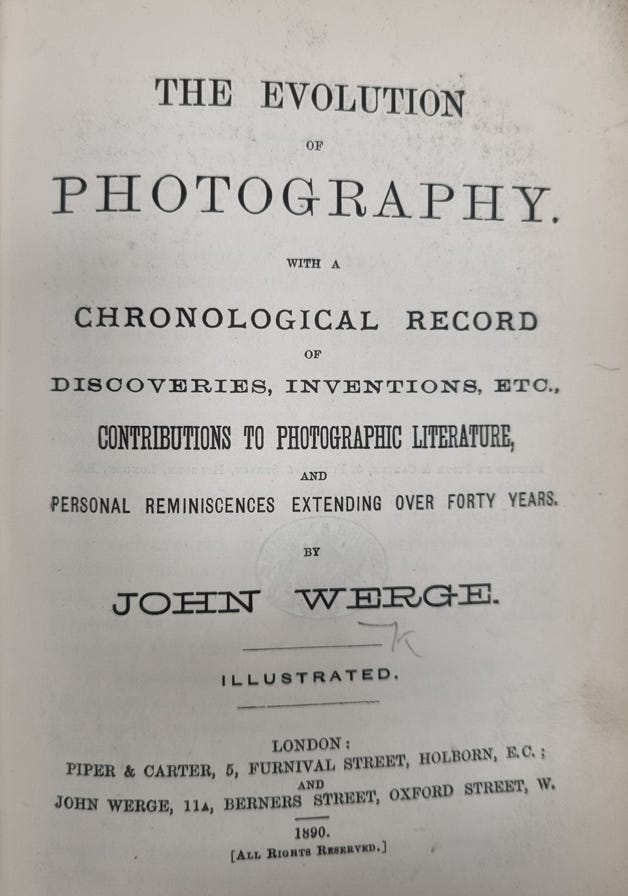 THE EVOLUTION
OF
PHOTOGRAPHY.
WITH A
CHRONOLOGICAL RECORD
OF
DISCOVERIES, INVENTIONS, ETC.,
CONTRIBUTIONS TO PHOTOGRAPHIC LITERATURE,
AND
PERSONAL REMINISCENCES EXTENDING OVER FORTY YEARS.
BY
JOHN WERGE.
ILLUSTRATED.
LONDON:
PIPER & CARTER, 5, FURNIVAL STREET, HOLBORN, E.C.;
AND
JOHN WERGE, 11A, BERNERS STREET, OXFORD STREET, W.
1890.
[ALL RIGHTS RESERVED.]